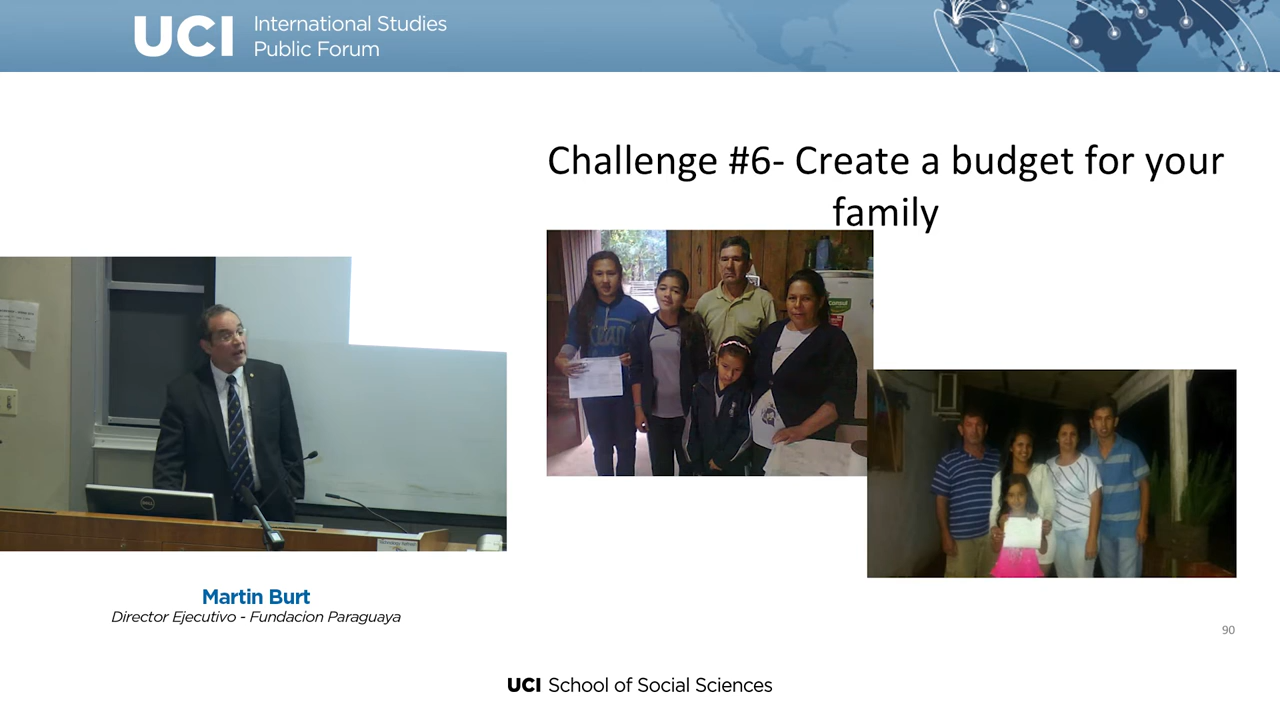 UCI International Studies
Public Forum
Challenge #6- Create a budget for your
family
DELL
Martin Burt
Director Ejecutivo - Fundacion Paraguaya
90
UCI School of Social Sciences